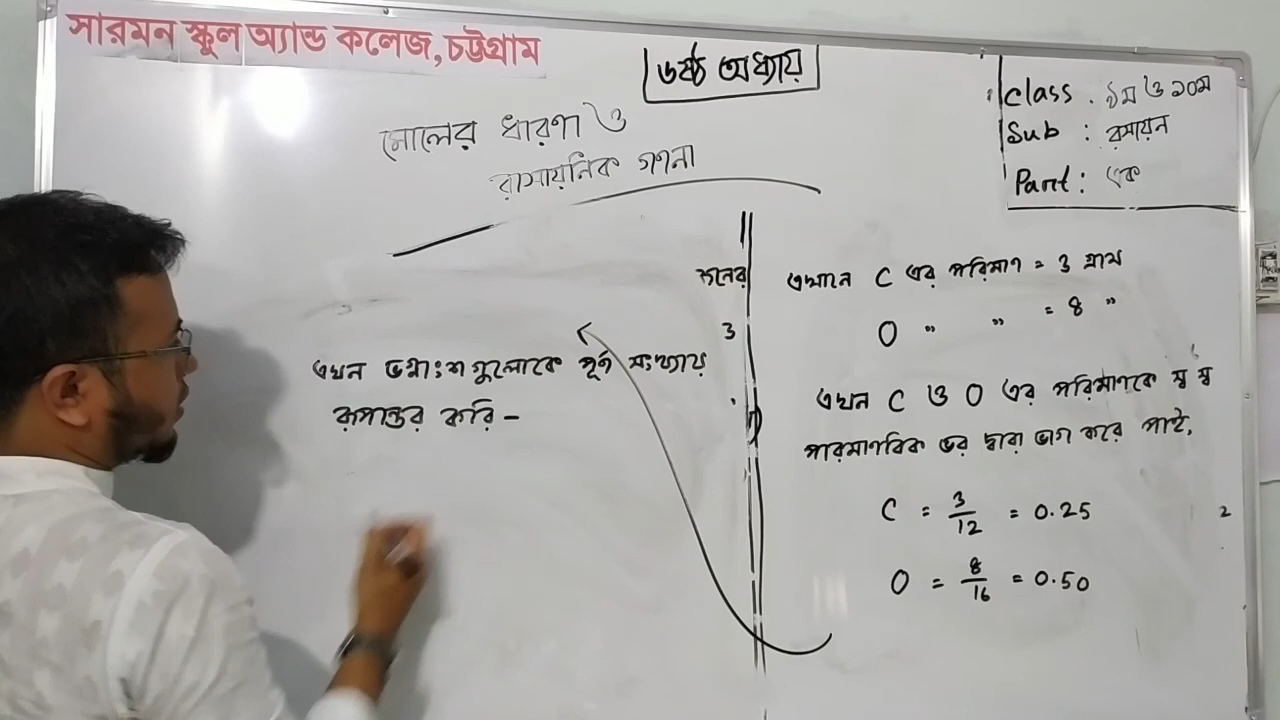 সারমন স্কুল অ্যান্ড কলেজ,চট্টগ্রাম
৬ষ্ঠ অধ্যায়
Class . ৯ম ও ১০ম
Sub : রসায়ন
Part : এক
মোলের ধারণা ও
রাসায়নিক গণনা
এখন ভগ্নাংশগুলোকে পূর্ণ সংখ্যায়
রূপান্তর করি -
3
এখানে C এর পরিমাণ = 3 গ্রাম
O " " = 8 "
এখন C ও O এর পরিমাণকে স্ব স্ব
পারমাণবিক ভর দ্বারা ভাগ করে পাই,
C = 3/12 = 0.25
2
O = 8/16 = 0.50